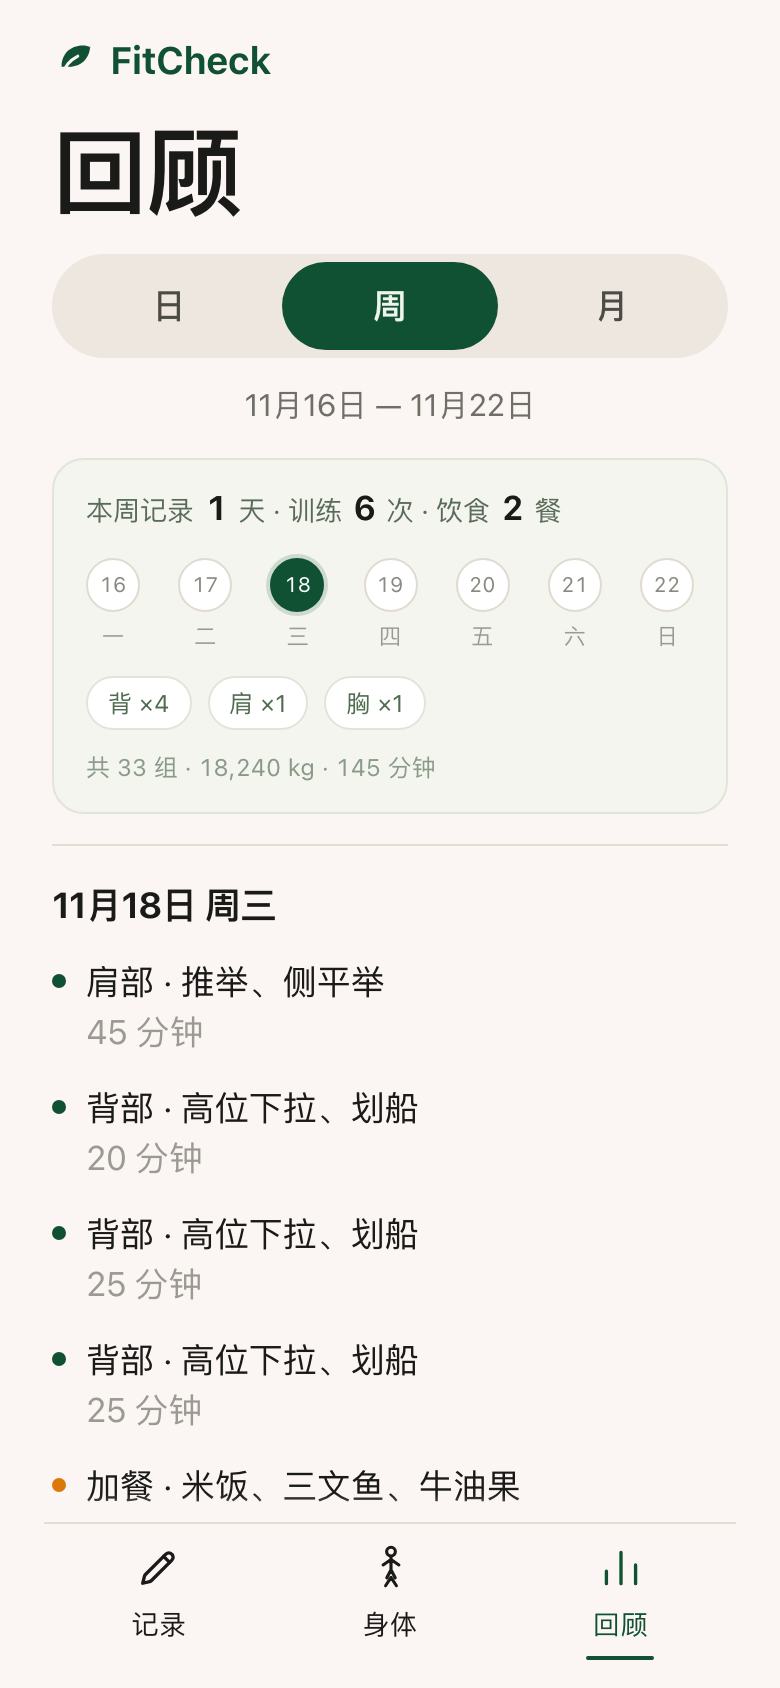 FitCheck
回顾
日 周 月
11月16日 — 11月22日
本周记录 1 天 · 训练 6 次 · 饮食 2 餐
16 17 18 19 20 21 22
一 二 三 四 五 六 日
背 ×4 肩 ×1 胸 ×1
共 33 组 · 18,240 kg · 145 分钟
11月18日 周三
肩部 · 推举、侧平举
45 分钟
背部 · 高位下拉、划船
20 分钟
背部 · 高位下拉、划船
25 分钟
背部 · 高位下拉、划船
25 分钟
加餐 · 米饭、三文鱼、牛油果
记录 身体 回顾